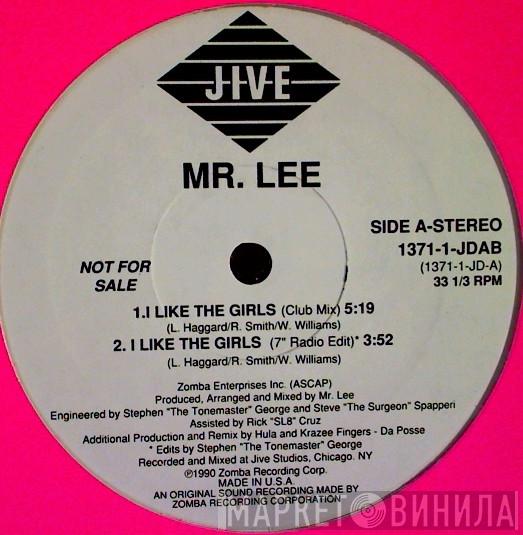 JIVE
MR. LEE
SIDE A-STEREO
1371-1-JDAB
(1371-1-JD-A)
33 1/3 RPM
NOT FOR
SALE
1.I LIKE THE GIRLS (Club Mix) 5:19
(L. Haggard/R. Smith/W. Williams)
2. I LIKE THE GIRLS (7" Radio Edit)* 3:52
(L. Haggard/R. Smith/W. Williams)
Zomba Enterprises Inc. (ASCAP)
Produced, Arranged and Mixed by Mr. Lee
Engineered by Stephen "The Tonemaster" George and Steve "The Surgeon" Spapperi
Assisted by Rick "SL8" Cruz
Additional Production and Remix by Hula and Krazee Fingers - Da Posse
* Edits by Stephen "The Tonemaster" George
Recorded and Mixed at Jive Studios, Chicago. NY
℗1990 Zomba Recording Corp.
MADE IN U.S.A.
AN ORIGINAL SOUND RECORDING MADE BY
ZOMBA RECORDING CORPORATION
МАРКЕТ ВИНИЛА